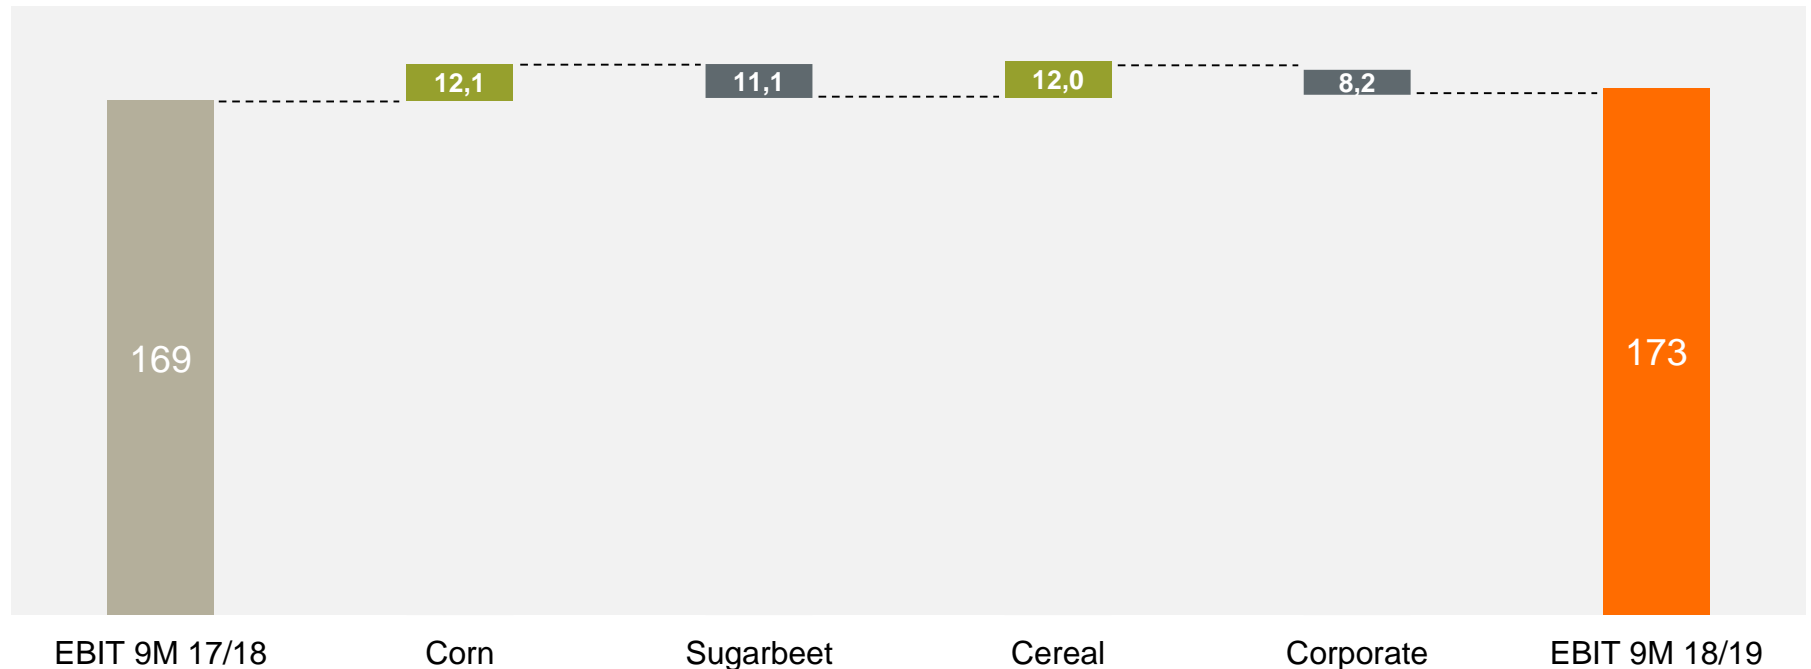 12,1
11,1
12,0
8,2
169
173
EBIT 9M 17/18
Corn
Sugarbeet
Cereal
Corporate
EBIT 9M 18/19